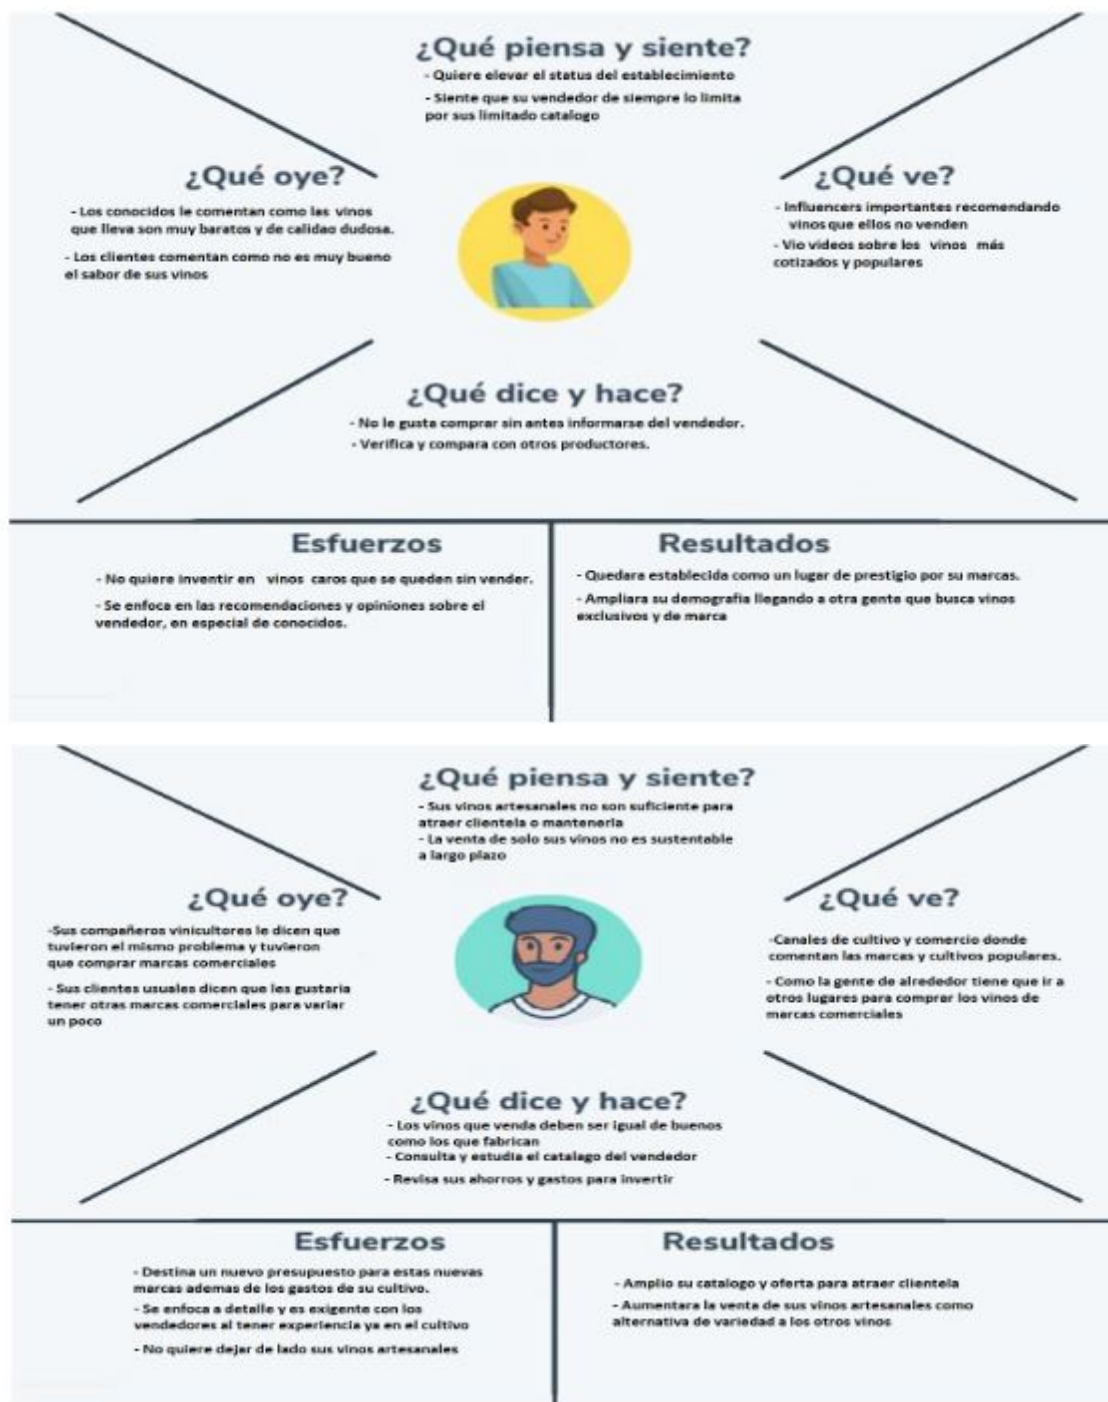 ¿Qué piensa y siente?
- Quiere elevar el status del establecimiento
- Siente que su vendedor de siempre lo limita
por sus limitado catalogo
¿Qué oye?
- Los conocidos le comentan como las vinos
que lleva son muy baratos y de calidao dudosa.
- Los clientes comentan como no es muy bueno
el sabor de sus vinos
¿Qué ve?
- Influencers importantes recomendando
vinos que ellos no venden
- Vio videos sobre los vinos más
cotizados y populares
¿Qué dice y hace?
- No le gusta comprar sin antes informarse del vendedor.
- Verifica y compara con otros productores.
Esfuerzos
- No quiere inventir en vinos caros que se queden sin vender.
- Se enfoca en las recomendaciones y opiniones sobre el
vendedor, en especial de conocidos.
Resultados
- Quedara establecida como un lugar de prestigio por su marcas.
- Ampliara su demografia llegando a otra gente que busca vinos
exclusivos y de marca
¿Qué piensa y siente?
- Sus vinos artesanales no son suficiente para
atraer clientela o mantenerla
- La venta de solo sus vinos no es sustentable
a largo plazo
¿Qué oye?
-Sus compañeros vinicultores le dicen que
tuvieron el mismo problema y tuvieron
que comprar marcas comerciales
- Sus clientes usuales dicen que les gustaria
tener otras marcas comerciales para variar
un poco
¿Qué ve?
-Canales de cultivo y comercio donde
comentan las marcas y cultivos populares.
- Como la gente de alrededor tiene que ir a
otros lugares para comprar los vinos de
marcas comerciales
¿Qué dice y hace?
- Los vinos que venda deben ser igual de buenos
como los que fabrican
- Consulta y estudia el catalago del vendedor
- Revisa sus ahorros y gastos para invertir
Esfuerzos
- Destina un nuevo presupuesto para estas nuevas
marcas ademas de los gastos de su cultivo.
- Se enfoca a detalle y es exigente con los
vendedores al tener experiencia ya en el cultivo
- No quiere dejar de lado sus vinos artesanales
Resultados
- Amplio su catalogo y oferta para atraer clientela
- Aumentara la venta de sus vinos artesanales como
alternativa de variedad a los otros vinos